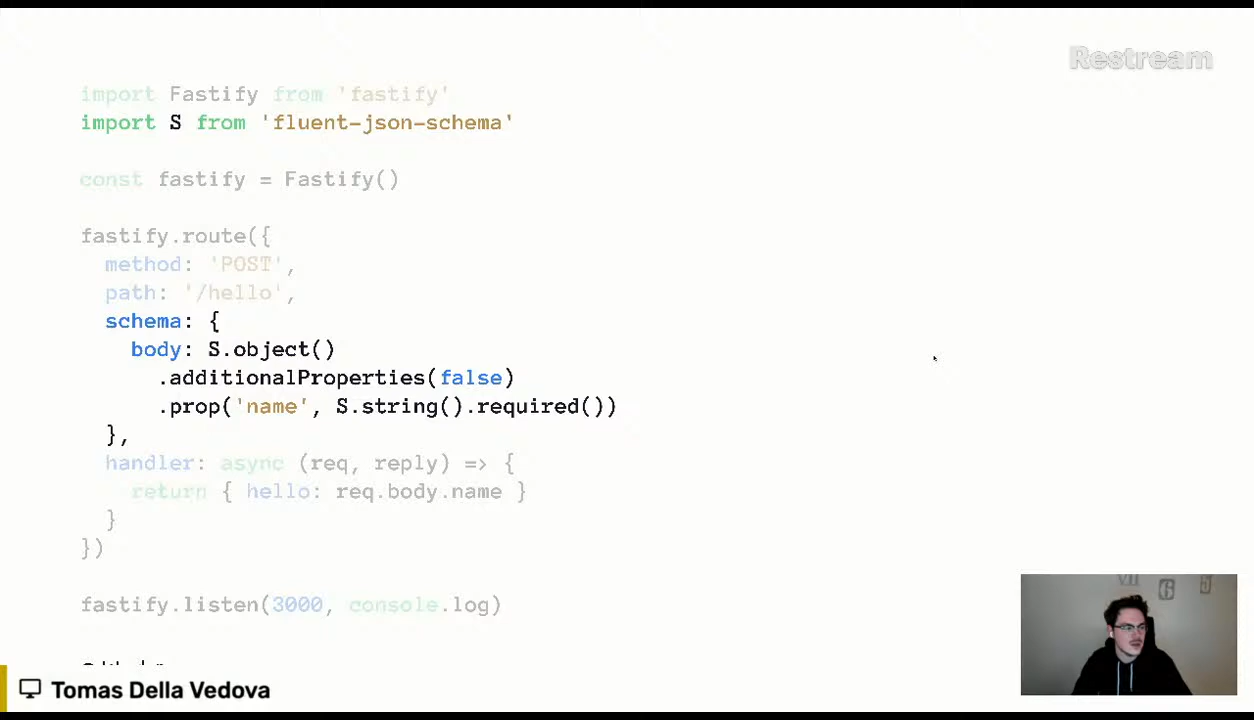 Restream
import Fastify from 'fastify'
import S from 'fluent-json-schema'
const fastify = Fastify()
fastify.route({
method: 'POST',
path: '/hello',
schema: {
body: S.object()
.additionalProperties(false)
.prop('name', S.string().required())
},
handler: async (req, reply) => {
return { hello: req.body.name }
}
})
fastify.listen(3000, console.log)
Tomas Della Vedova